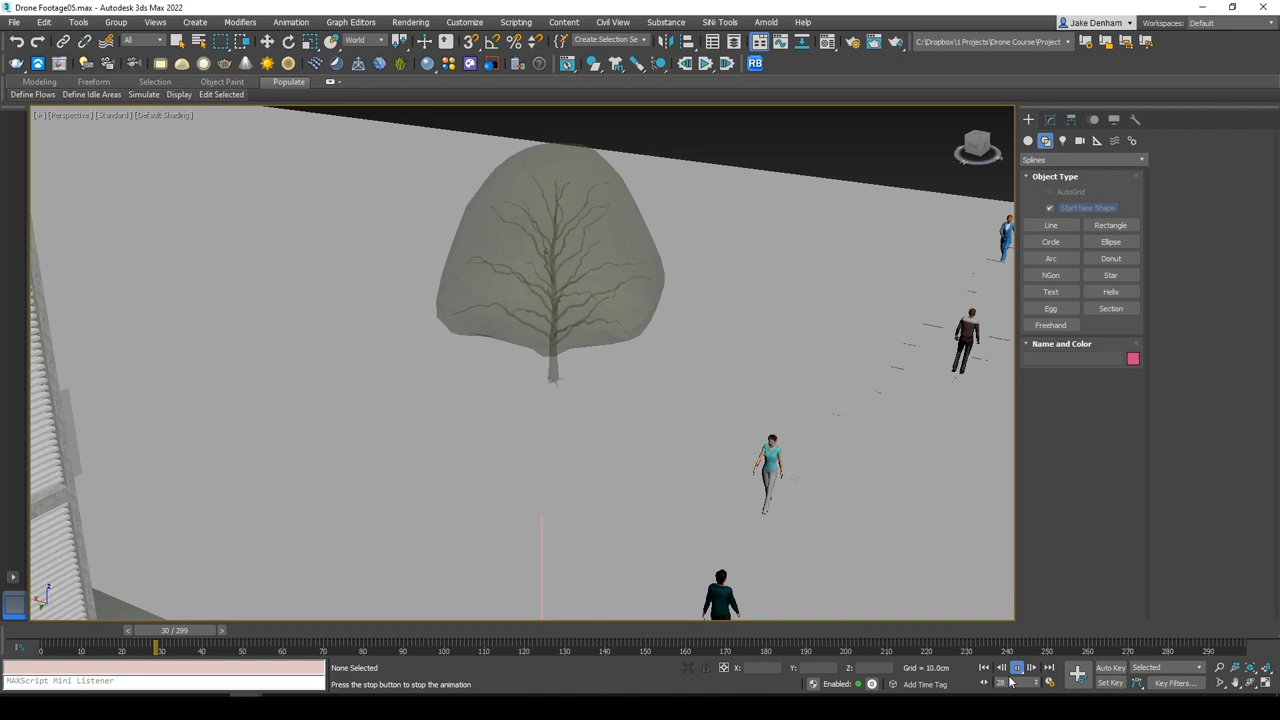 Drone Footage05.max - Autodesk 3ds Max 2022
File Edit Tools Group Views Create Modifiers Animation Graph Editors Rendering Customize Scripting Content Civil View Substance SiNi Tools Arnold Help
Jake Denham Workspaces: Default
All World Create Selection Se C:\Dropbox\1 Projects\Drone Course\Project
RB
Modeling Freeform Selection Object Paint Populate
Define Flows Define Idle Areas Simulate Display Edit Selected
[+] [Perspective] [Standard] [Default Shading]
Splines
Object Type
AutoGrid
Start New Shape
Line Rectangle
Circle Ellipse
Arc Donut
NGon Star
Text Helix
Egg Section
Freehand
Name and Color
30 / 299
0 10 20 30 40 50 60 70 80 90 100 110 120 130 140 150 160 170 180 190 200 210 220 230 240 250 260 270 280 290
None Selected X: Y: Z: Grid = 10.0cm Auto Key Selected
MAXScript Mini Listener Press the stop button to stop the animation Enabled: Add Time Tag 28 Set Key Key Filters...